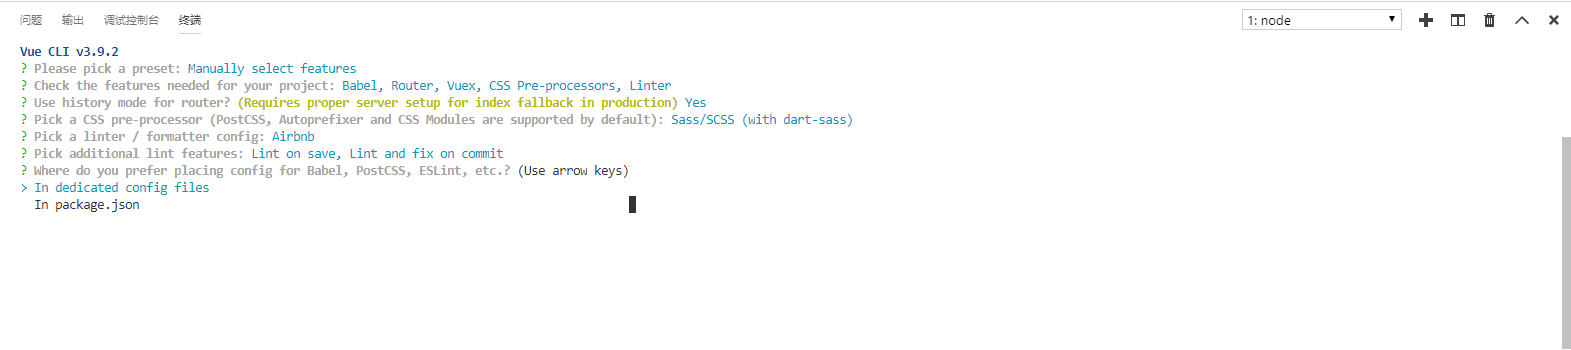 问题 输出 调试控制台 终端 1: node
Vue CLI v3.9.2
? Please pick a preset: Manually select features
? Check the features needed for your project: Babel, Router, Vuex, CSS Pre-processors, Linter
? Use history mode for router? (Requires proper server setup for index fallback in production) Yes
? Pick a CSS pre-processor (PostCSS, Autoprefixer and CSS Modules are supported by default): Sass/SCSS (with dart-sass)
? Pick a linter / formatter config: Airbnb
? Pick additional lint features: Lint on save, Lint and fix on commit
? Where do you prefer placing config for Babel, PostCSS, ESLint, etc.? (Use arrow keys)
> In dedicated config files
In package.json